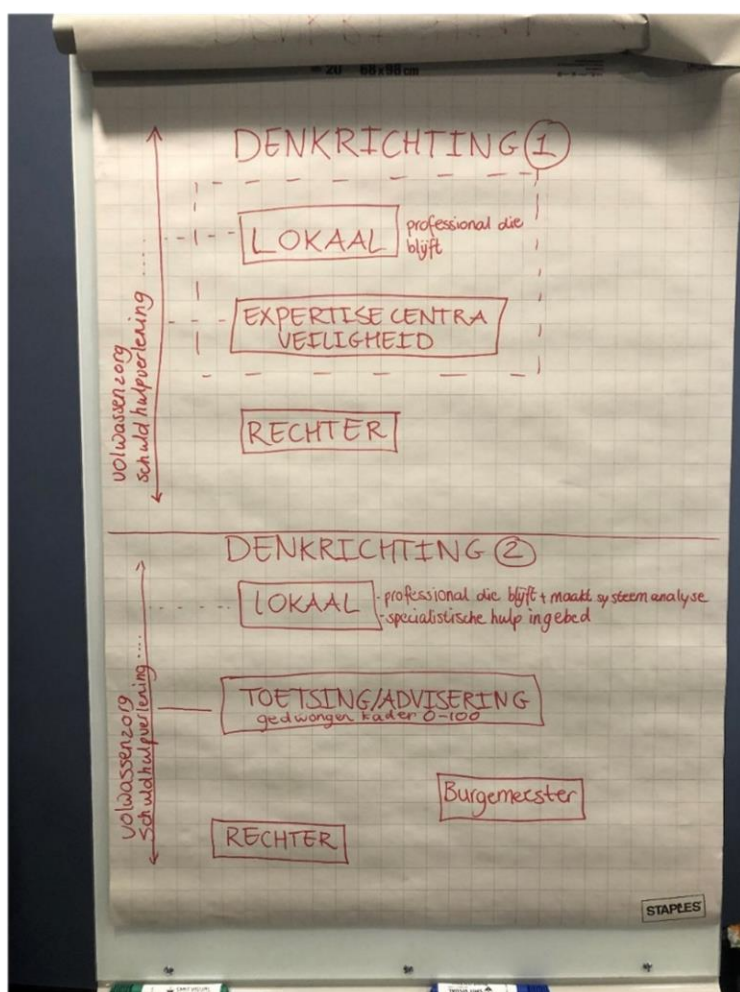 20 68x98cm
DENKRICHTING 1
LOKAAL
professional die
blijft
EXPERTISE CENTRA
VEILIGHEID
RECHTER
volwassenzorg ....
schuldhulpverlening
DENKRICHTING 2
LOKAAL
- professional die blijft + maakt systeemanalyse
- specialistische hulp ingebed
TOETSING/ADVISERING
gedwongen kader 0-100
Burgemeester
RECHTER
volwassenzorg ....
schuldhulpverlening
STAPLES